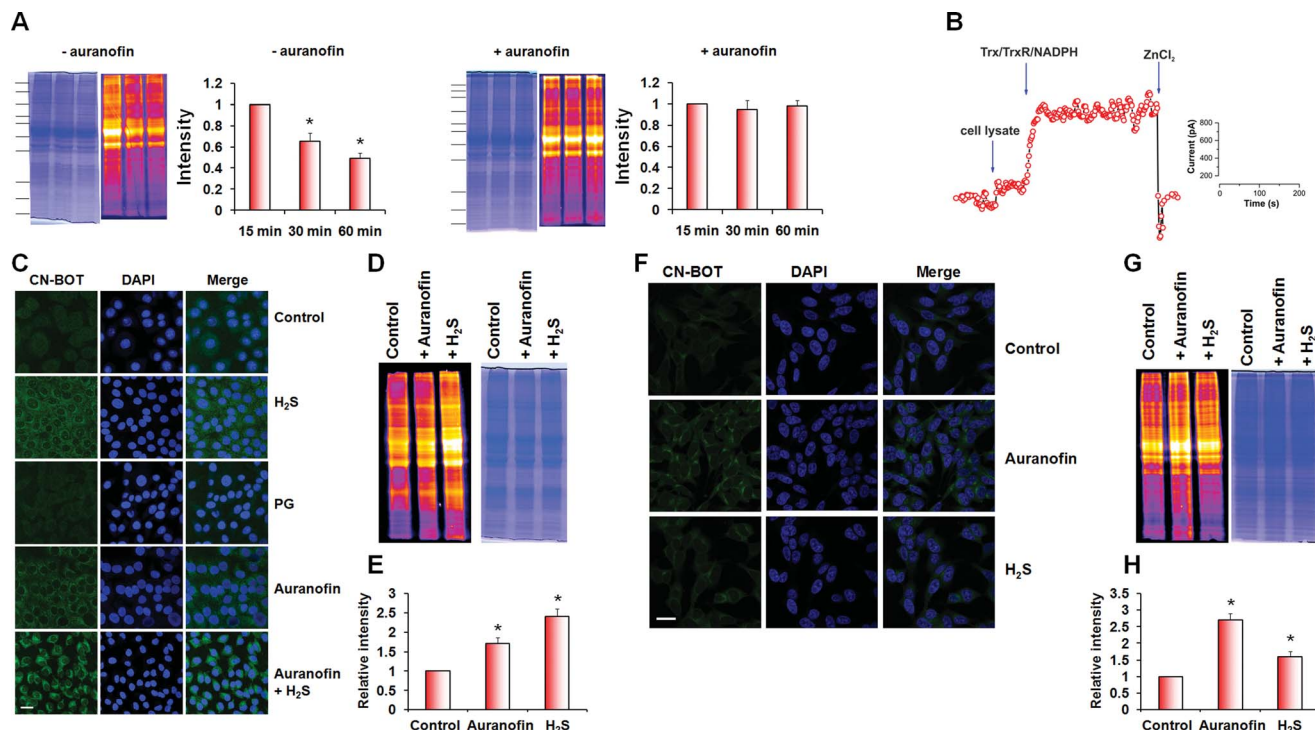 A
- auranofin
- auranofin
Intensity
1.2
1
0.8
0.6
0.4
0.2
0
*
*
15 min 30 min 60 min
+ auranofin
+ auranofin
Intensity
1.2
1
0.8
0.6
0.4
0.2
0
15 min 30 min 60 min
B
Trx/TrxR/NADPH
ZnCl₂
cell lysate
Current (pA)
800
600
400
200
0 100 200
Time (s)
C
CN-BOT DAPI Merge
Control
H₂S
PG
Auranofin
Auranofin
+ H₂S
D
Control
+ Auranofin
+ H₂S
Control
+ Auranofin
+ H₂S
E
Relative intensity
3
2.5
2
1.5
1
0.5
0
*
*
Control Auranofin H₂S
F
CN-BOT DAPI Merge
Control
Auranofin
H₂S
G
Control
+ Auranofin
+ H₂S
Control
+ Auranofin
+ H₂S
H
Relative intensity
3.5
3
2.5
2
1.5
1
0.5
0
*
*
Control Auranofin H₂S